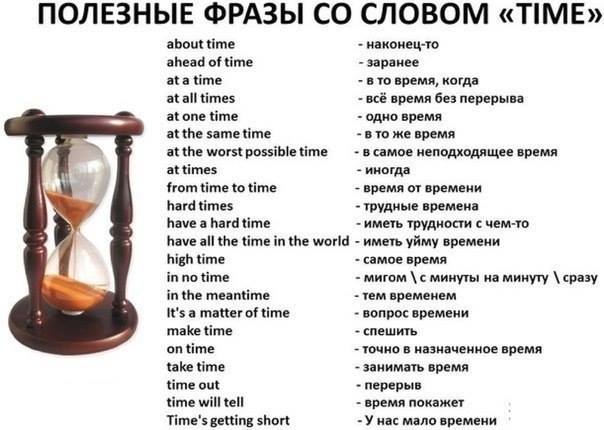 ПОЛЕЗНЫЕ ФРАЗЫ СО СЛОВОМ «TIME»
about time - наконец-то
ahead of time - заранее
at a time - в то время, когда
at all times - всё время без перерыва
at one time - одно время
at the same time - в то же время
at the worst possible time - в самое неподходящее время
at times - иногда
from time to time - время от времени
hard times - трудные времена
have a hard time - иметь трудности с чем-то
have all the time in the world - иметь уйму времени
high time - самое время
in no time - мигом \ с минуты на минуту \ сразу
in the meantime - тем временем
It's a matter of time - вопрос времени
make time - спешить
on time - точно в назначенное время
take time - занимать время
time out - перерыв
time will tell - время покажет
Time's getting short - У нас мало времени